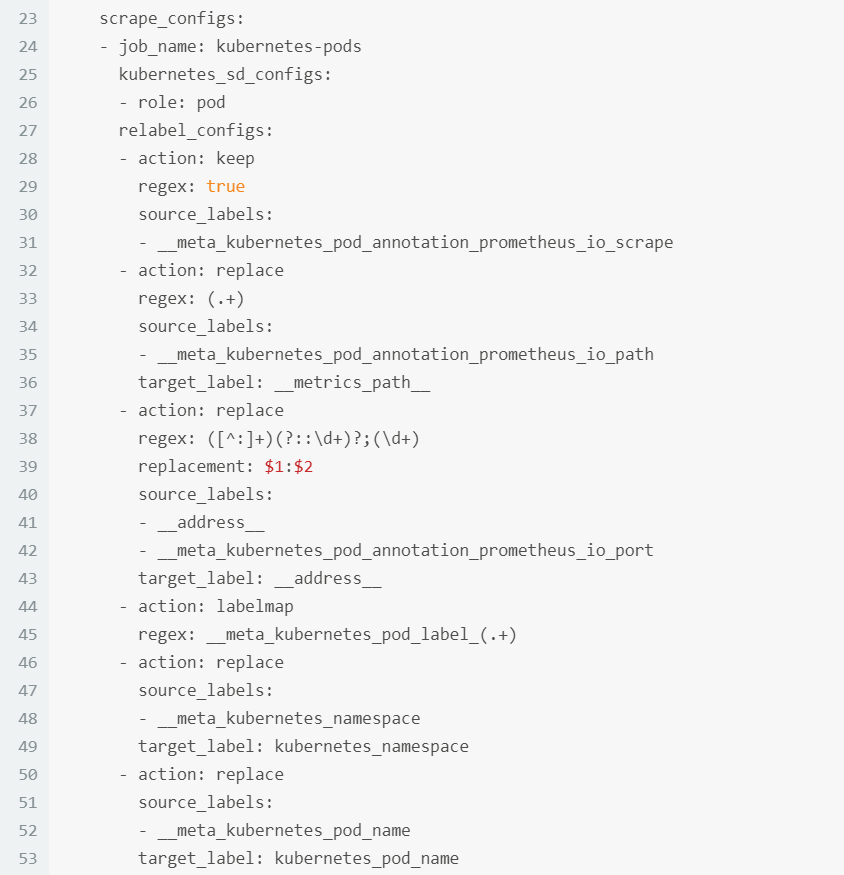 23 scrape_configs:
24 - job_name: kubernetes-pods
25 kubernetes_sd_configs:
26 - role: pod
27 relabel_configs:
28 - action: keep
29 regex: true
30 source_labels:
31 - __meta_kubernetes_pod_annotation_prometheus_io_scrape
32 - action: replace
33 regex: (.+)
34 source_labels:
35 - __meta_kubernetes_pod_annotation_prometheus_io_path
36 target_label: __metrics_path__
37 - action: replace
38 regex: ([^:]+)(?::\d+)?;(\d+)
39 replacement: $1:$2
40 source_labels:
41 - __address__
42 - __meta_kubernetes_pod_annotation_prometheus_io_port
43 target_label: __address__
44 - action: labelmap
45 regex: __meta_kubernetes_pod_label_(.+)
46 - action: replace
47 source_labels:
48 - __meta_kubernetes_namespace
49 target_label: kubernetes_namespace
50 - action: replace
51 source_labels:
52 - __meta_kubernetes_pod_name
53 target_label: kubernetes_pod_name